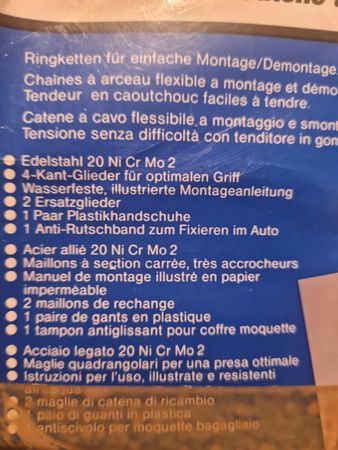 Ringketten für einfache Montage/Demontage.
Chaînes à arceau flexible a montage et démo
Tendeur en caoutchouc faciles à tendre.
Catene a cavo flessibile a montaggio e smont
Tensione senza difficoltà con tenditore in gom
● Edelstahl 20 Ni Cr Mo 2
● 4-Kant-Glieder für optimalen Griff
● Wasserfeste, illustrierte Montageanleitung
● 2 Ersatzglieder
● 1 Paar Plastikhandschuhe
● 1 Anti-Rutschband zum Fixieren im Auto
● Acier allié 20 Ni Cr Mo 2
● Maillons à section carrée, très accrocheurs
● Manuel de montage illustré en papier
imperméable
● 2 maillons de rechange
● 1 paire de gants en plastique
● 1 tampon antiglissant pour coffre moquette
● Acciaio legato 20 Ni Cr Mo 2
● Maglie quadrangolari per una presa ottimale
● Istruzioni per l'uso, illustrate e resistenti
all'acqua
● 2 maglie di catena di ricambio
● 1 paio di guanti in plastica
● 1 antiscivolo per moquette bagagliaio